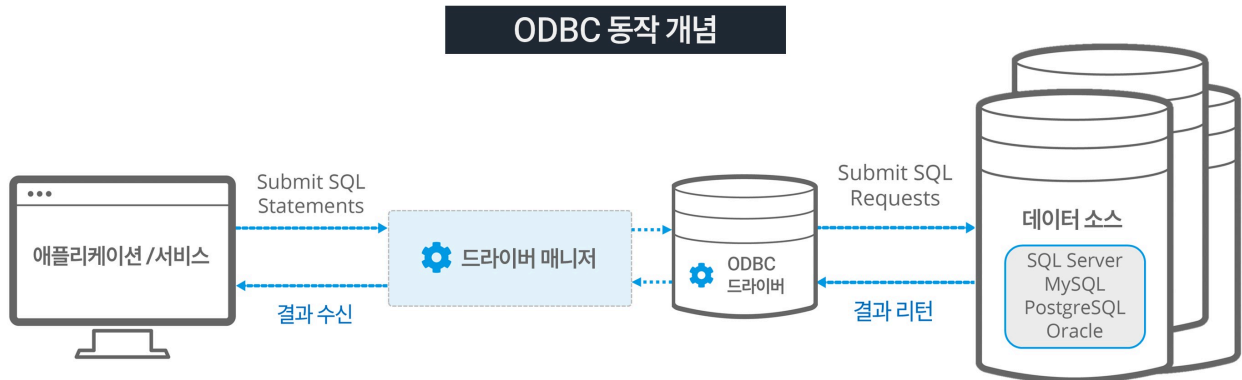 ODBC 동작 개념
Submit SQL
Statements
애플리케이션 /서비스
결과 수신
드라이버 매니저
ODBC
드라이버
Submit SQL
Requests
결과 리턴
데이터 소스
SQL Server
MySQL
PostgreSQL
Oracle